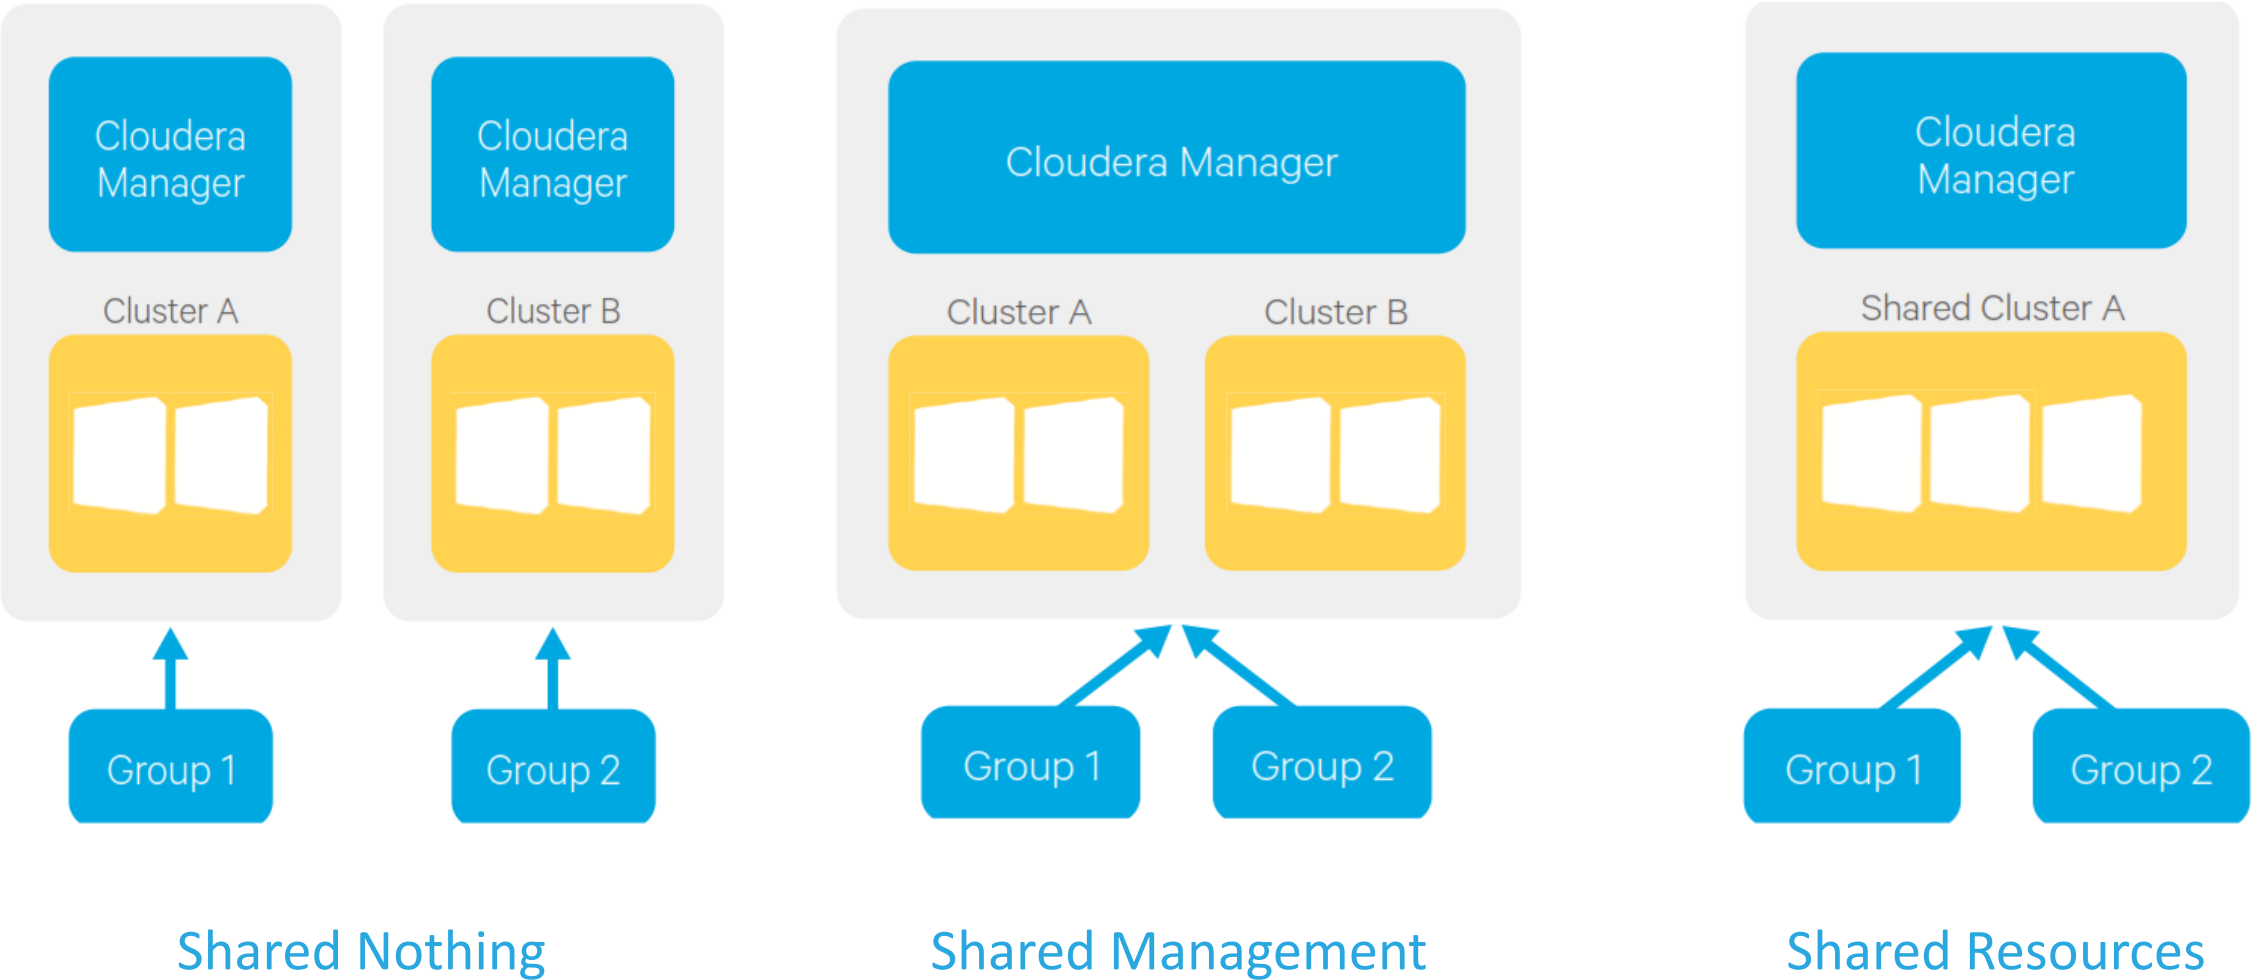 Cloudera
Manager
Cluster A
Group 1
Cloudera
Manager
Cluster B
Group 2
Shared Nothing
Cloudera Manager
Cluster A
Cluster B
Group 1
Group 2
Shared Management
Cloudera
Manager
Shared Cluster A
Group 1
Group 2
Shared Resources